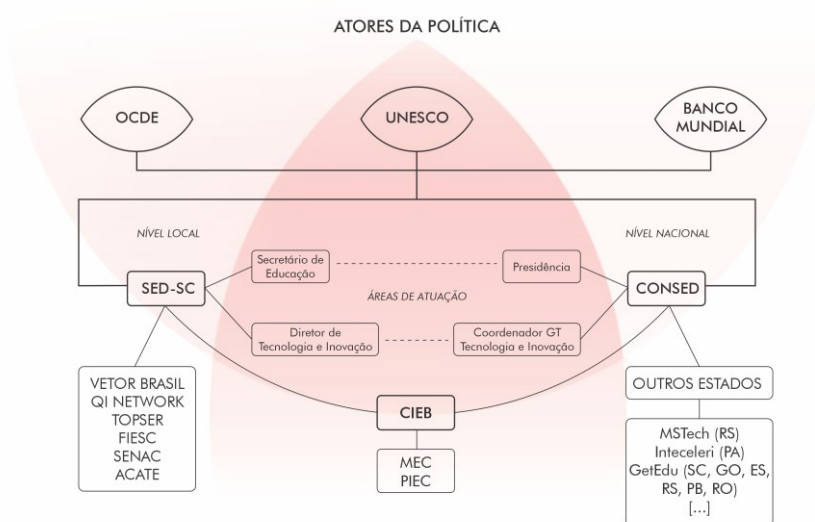 ATORES DA POLÍTICA
OCDE
UNESCO
BANCO
MUNDIAL
NÍVEL LOCAL
NÍVEL NACIONAL
Secretário de
Educação
Presidência
SED-SC
ÁREAS DE ATUAÇÃO
CONSED
Diretor de
Tecnologia e Inovação
Coordenador GT
Tecnologia e Inovação
VETOR BRASIL
QI NETWORK
TOPSER
FIESC
SENAC
ACATE
CIEB
MEC
PIEC
OUTROS ESTADOS
MSTech (RS)
Inteceleri (PA)
GetEdu (SC, GO, ES,
RS, PB, RO)
[...]